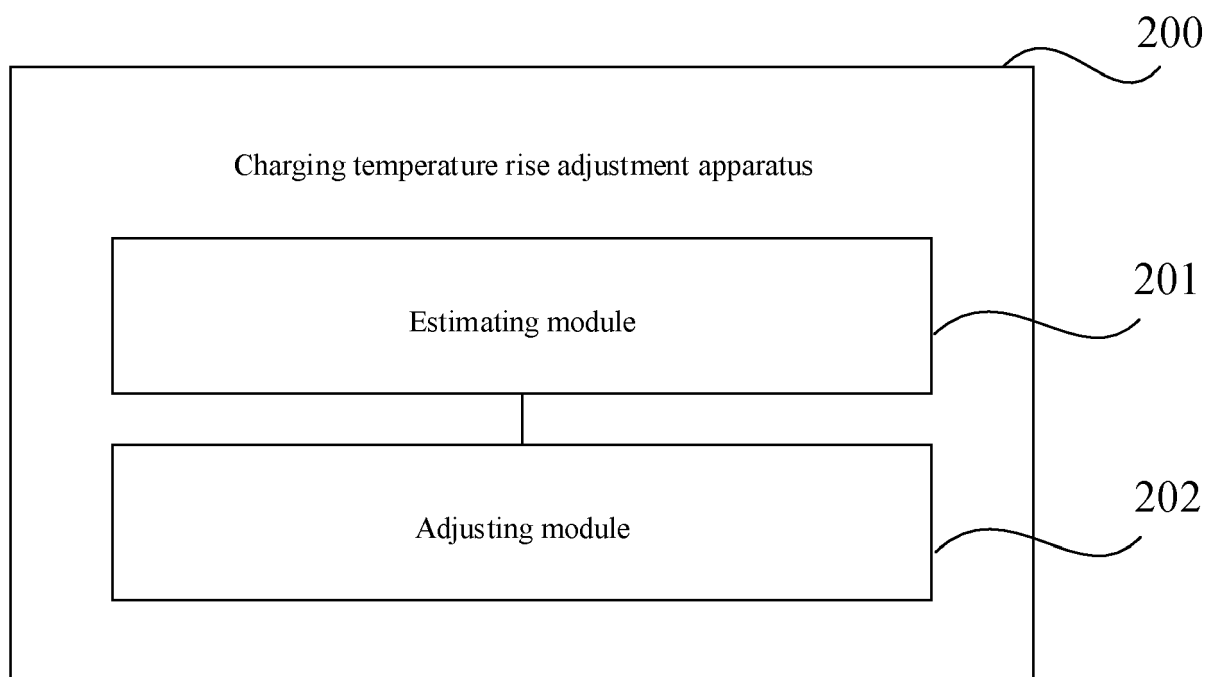 200
Charging temperature rise adjustment apparatus
201
Estimating module
202
Adjusting module